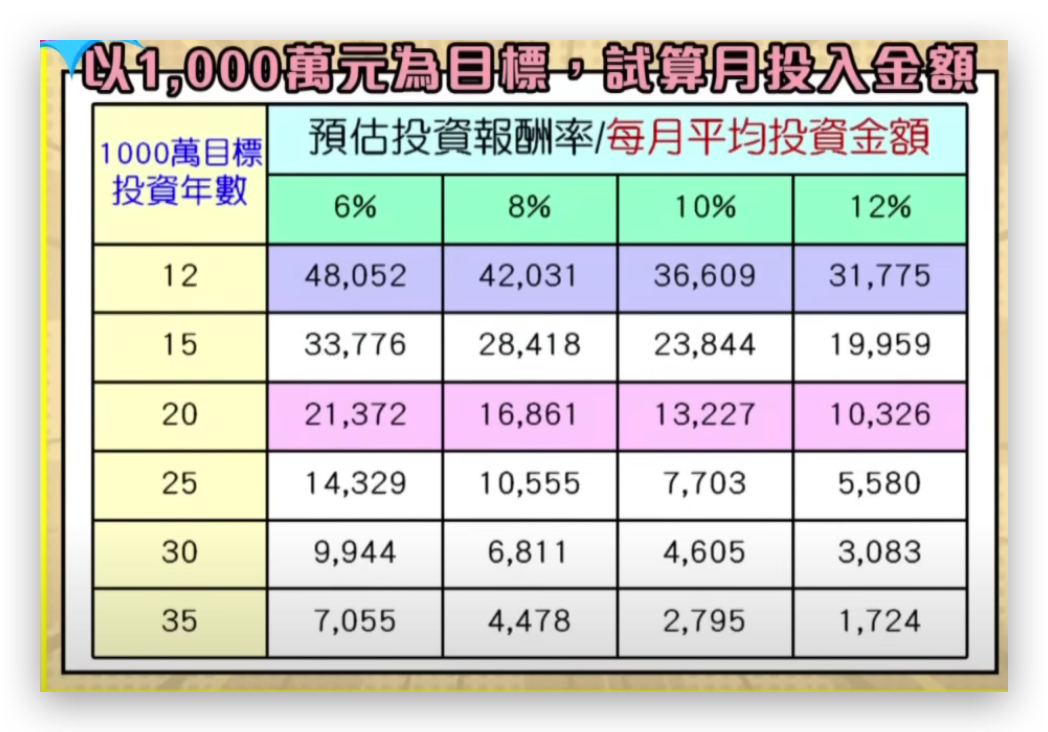 以1,000萬元為目標，試算月投入金額
1000萬目標
投資年數
預估投資報酬率/每月平均投資金額
6% 8% 10% 12%
12 48,052 42,031 36,609 31,775
15 33,776 28,418 23,844 19,959
20 21,372 16,861 13,227 10,326
25 14,329 10,555 7,703 5,580
30 9,944 6,811 4,605 3,083
35 7,055 4,478 2,795 1,724